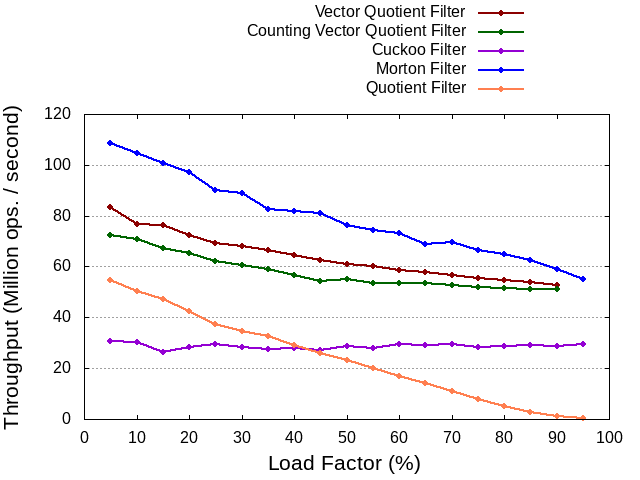 Vector Quotient Filter
Counting Vector Quotient Filter
Cuckoo Filter
Morton Filter
Quotient Filter
120
100
80
60
40
20
0
Throughput (Million ops. / second)
0 10 20 30 40 50 60 70 80 90 100
Load Factor (%)